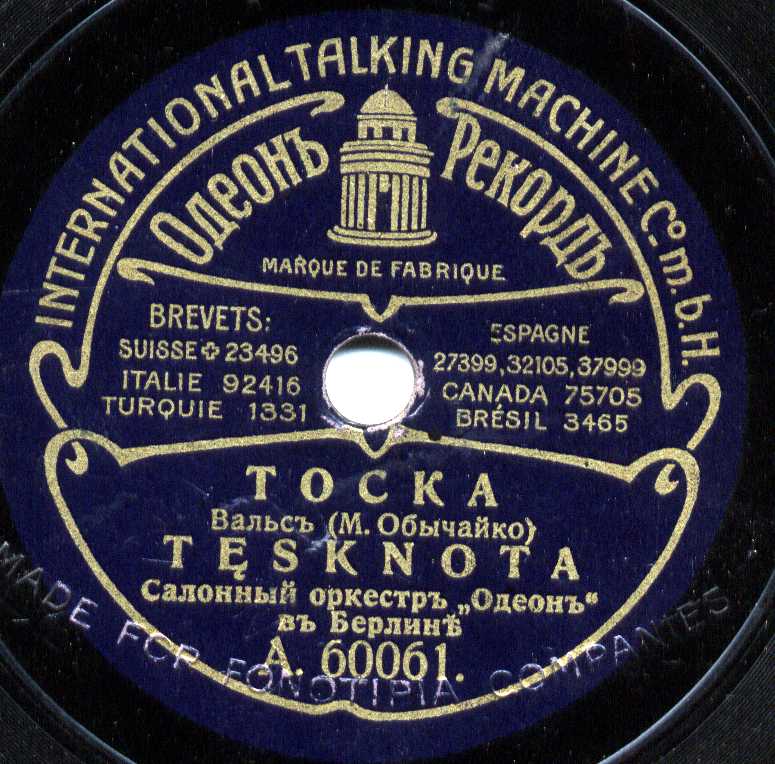 INTERNATIONAL TALKING MACHINE Co. m.b.H.
Одеонъ Рекордъ
MARQUE DE FABRIQUE
BREVETS:
SUISSE ✚ 23496
ITALIE 92416
TURQUIE 1331
ESPAGNE
27399, 32105, 37999
CANADA 75705
BRÉSIL 3465
ТОСКА
Вальсъ (М. Обычайко)
TĘSKNOTA
Салонный оркестръ „Одеонъ“
въ Берлинѣ
A. 60061.
MADE FOR FONOTIPIA COMPANIES